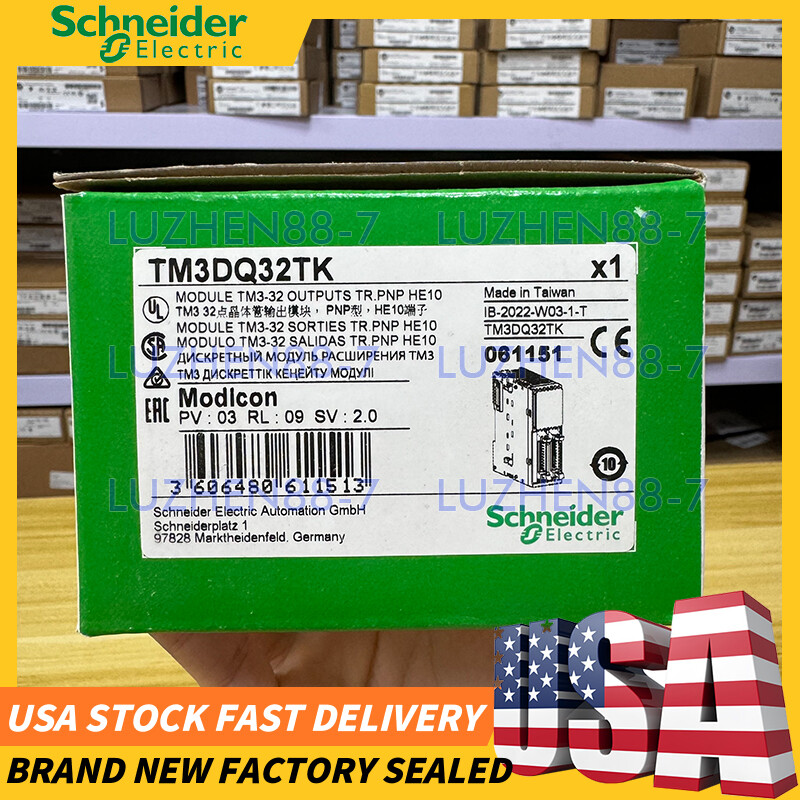 Schneider
Electric
LUZHEN88-7 LUZHEN88-7
TM3DQ32TK x1
MODULE TM3-32 OUTPUTS TR.PNP HE10
TM3 32点晶体管输出模块，PNP型，HE10端子
MODULE TM3-32 SORTIES TR.PNP HE10
MODULO TM3-32 SALIDAS TR.PNP HE10
ДИСКРЕТНЫЙ МОДУЛЬ РАСШИРЕНИЯ ТМ3
ТМ3 ДИСКРЕТТІК КЕҢЕЙТУ МОДУЛІ
Made in Taiwan
IB-2022-W03-1-T
TM3DQ32TK
061151
CE
UL
EAC
LUZHEN88-7 LUZHEN88-7
Modicon
PV : 03 RL : 09 SV : 2.0
10
3 606480 611513
LUZHEN88-7 LUZHEN88-7
Schneider Electric Automation GmbH
Schneiderplatz 1
97828 Marktheidenfeld, Germany
Schneider
Electric
USA
USA STOCK FAST DELIVERY
BRAND NEW FACTORY SEALED